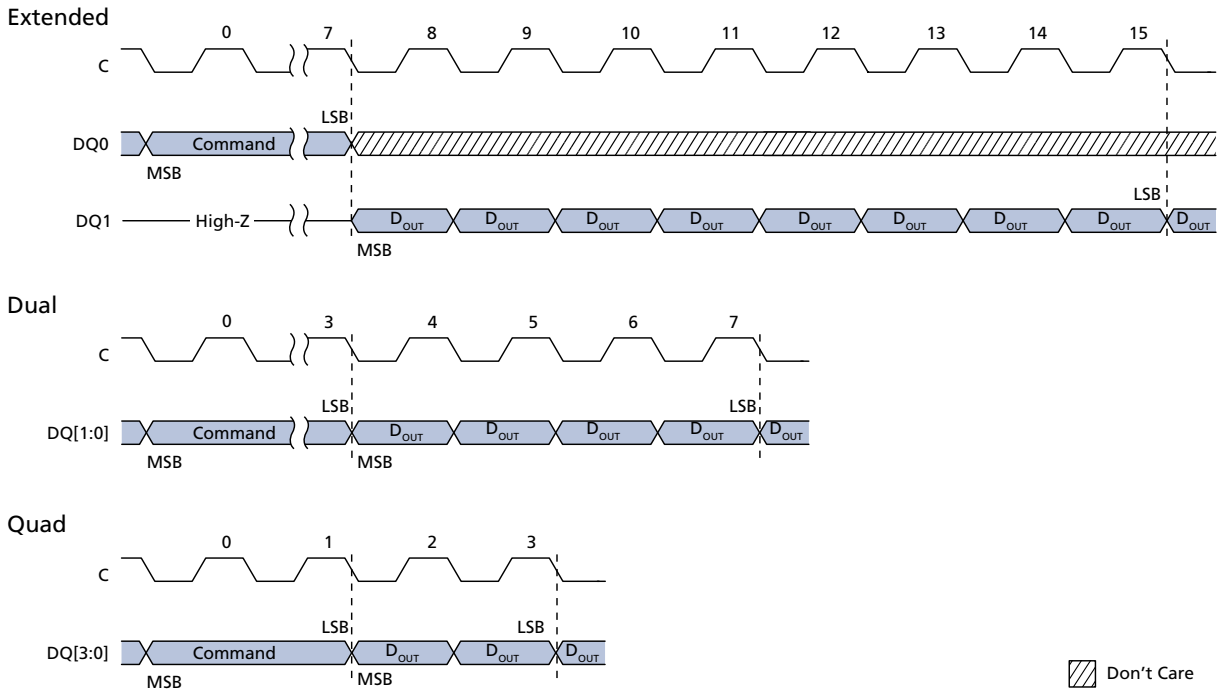 Extended
0 7 8 9 10 11 12 13 14 15
C
LSB
DQ0 Command
MSB
LSB
DQ1 High-Z DOUT DOUT DOUT DOUT DOUT DOUT DOUT DOUT DOUT
MSB
Dual
0 3 4 5 6 7
C
LSB LSB
DQ[1:0] Command DOUT DOUT DOUT DOUT DOUT
MSB MSB
Quad
0 1 2 3
C
LSB LSB
DQ[3:0] Command DOUT DOUT DOUT
MSB MSB
Don't Care